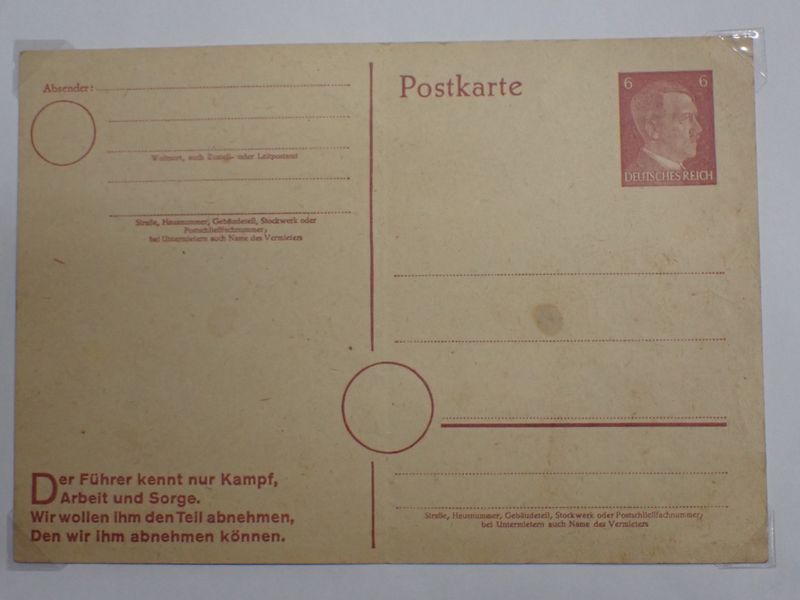 Absender:
Wohnort, auch Zustell- oder Leitpostamt
Straße, Hausnummer, Gebäudeteil, Stockwerk oder
Postschließfachnummer;
bei Untermietern auch Name des Vermieters
Der Führer kennt nur Kampf,
Arbeit und Sorge.
Wir wollen ihm den Teil abnehmen,
Den wir ihm abnehmen können.
Postkarte
6 6
DEUTSCHES REICH
Straße, Hausnummer, Gebäudeteil, Stockwerk oder Postschließfachnummer;
bei Untermietern auch Name des Vermieters